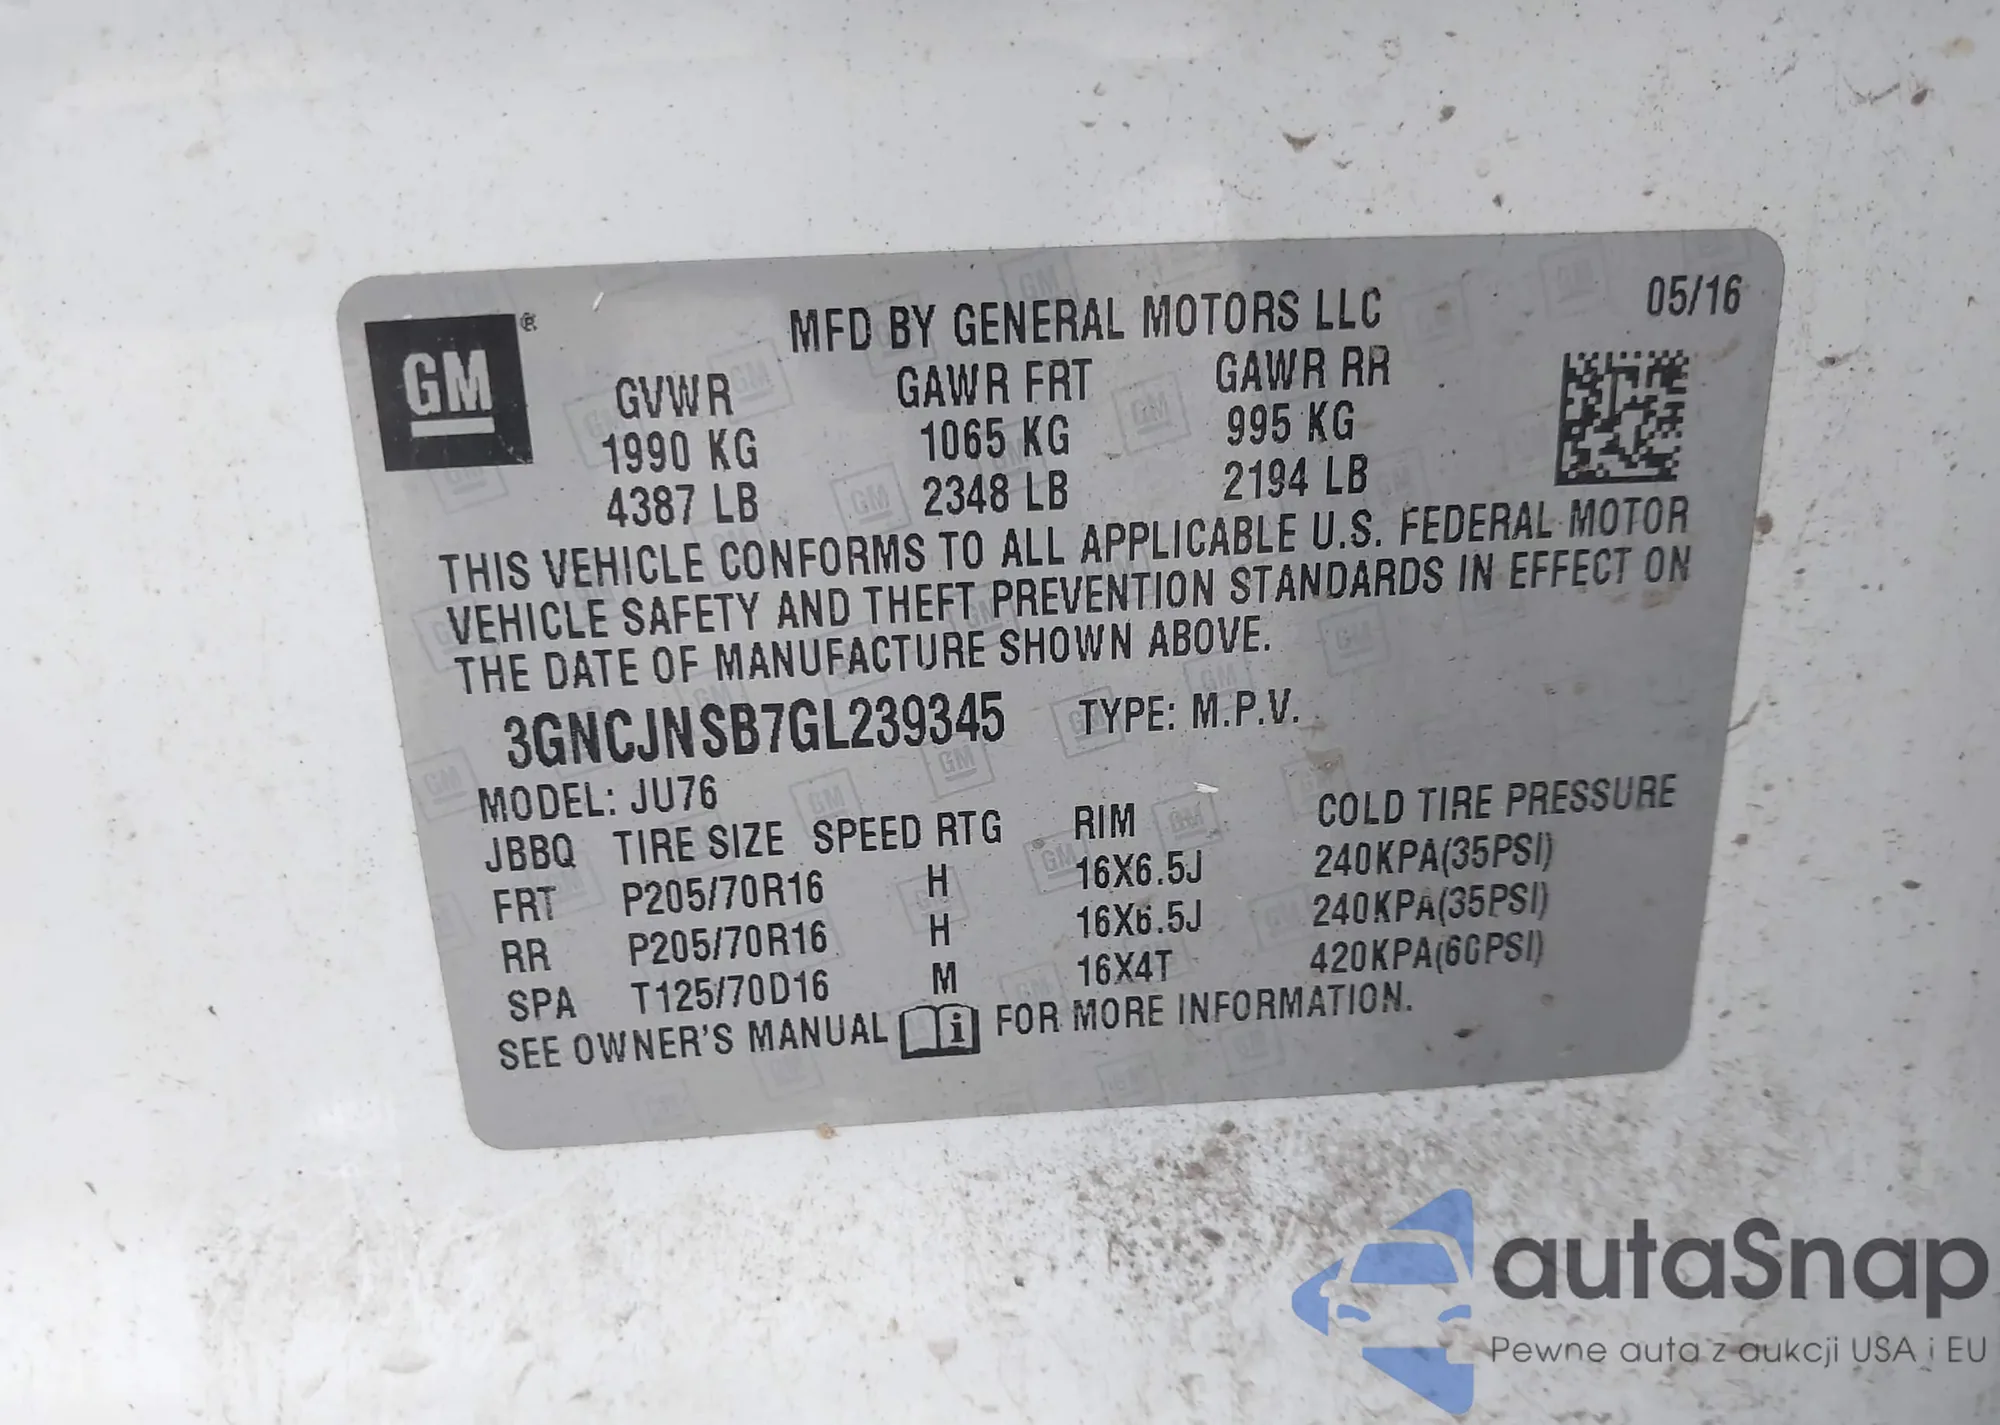 GM ®
MFD BY GENERAL MOTORS LLC 05/16
GVWR GAWR FRT GAWR RR
1990 KG 1065 KG 995 KG
4387 LB 2348 LB 2194 LB
THIS VEHICLE CONFORMS TO ALL APPLICABLE U.S. FEDERAL MOTOR
VEHICLE SAFETY AND THEFT PREVENTION STANDARDS IN EFFECT ON
THE DATE OF MANUFACTURE SHOWN ABOVE.
3GNCJNSB7GL239345 TYPE: M.P.V.
MODEL: JU76
JBBQ TIRE SIZE SPEED RTG RIM COLD TIRE PRESSURE
FRT P205/70R16 H 16X6.5J 240KPA(35PSI)
RR P205/70R16 H 16X6.5J 240KPA(35PSI)
SPA T125/70D16 M 16X4T 420KPA(60PSI)
SEE OWNER'S MANUAL i FOR MORE INFORMATION.
autaSnap
Pewne auta z aukcji USA i EU